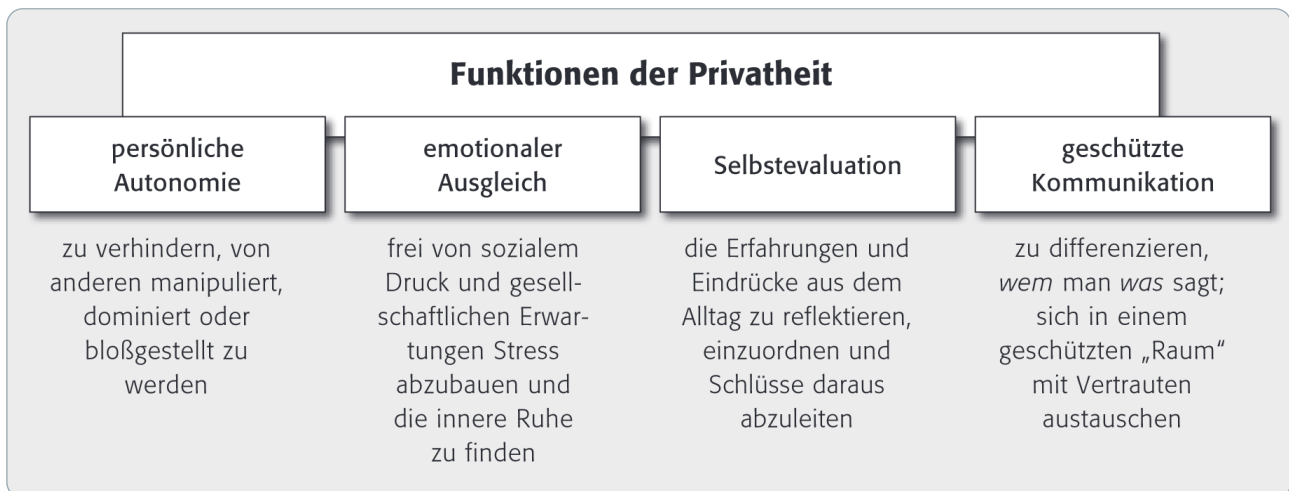 Funktionen der Privatheit
persönliche
Autonomie
zu verhindern, von
anderen manipuliert,
dominiert oder
bloßgestellt zu
werden
emotionaler
Ausgleich
frei von sozialem
Druck und gesell-
schaftlichen Erwar-
tungen Stress
abzubauen und
die innere Ruhe
zu finden
Selbstevaluation
die Erfahrungen und
Eindrücke aus dem
Alltag zu reflektieren,
einzuordnen und
Schlüsse daraus
abzuleiten
geschützte
Kommunikation
zu differenzieren,
wem man was sagt;
sich in einem
geschützten „Raum“
mit Vertrauten
austauschen